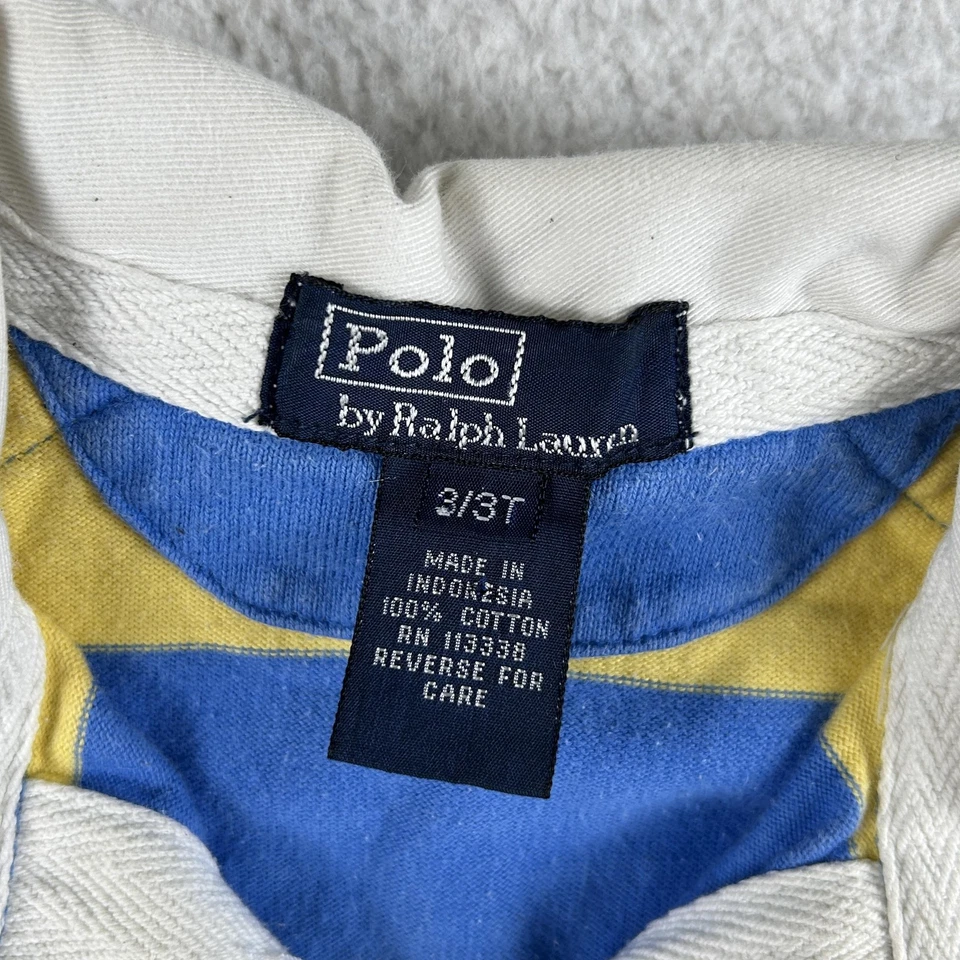 Polo
by Ralph Lauren
3/3T
MADE IN
INDONESIA
100% COTTON
RN 113338
REVERSE FOR
CARE